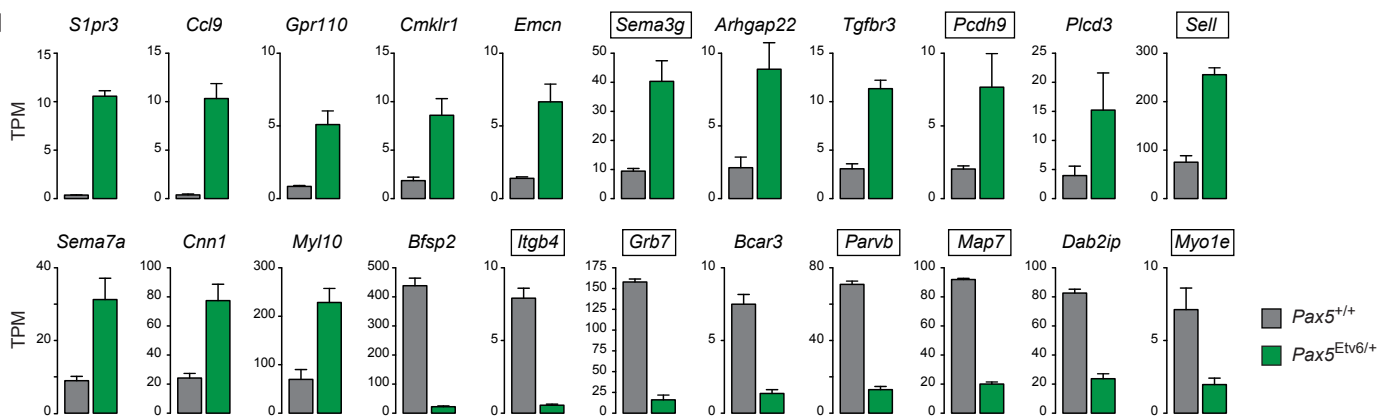 S1pr3 Ccl9 Gpr110 Cmklr1 Emcn Sema3g Arhgap22 Tgfbr3 Pcdh9 Plcd3 Sell
TPM
15 10 5 0
15 10 5 0
10 5 0
15 10 5 0
10 5 0
50 40 30 20 10 0
10 5 0
15 10 5 0
10 5 0
25 20 15 10 5 0
300 200 100 0
Sema7a Cnn1 Myl10 Bfsp2 Itgb4 Grb7 Bcar3 Parvb Map7 Dab2ip Myo1e
TPM
40 20 0
100 80 60 40 20 0
300 200 100 0
500 400 300 200 100 0
10 5 0
175 150 125 100 75 50 25 0
10 5 0
80 40 0
100 80 60 40 20 0
100 80 60 40 20 0
10 5 0
Pax5+/+
Pax5Etv6/+